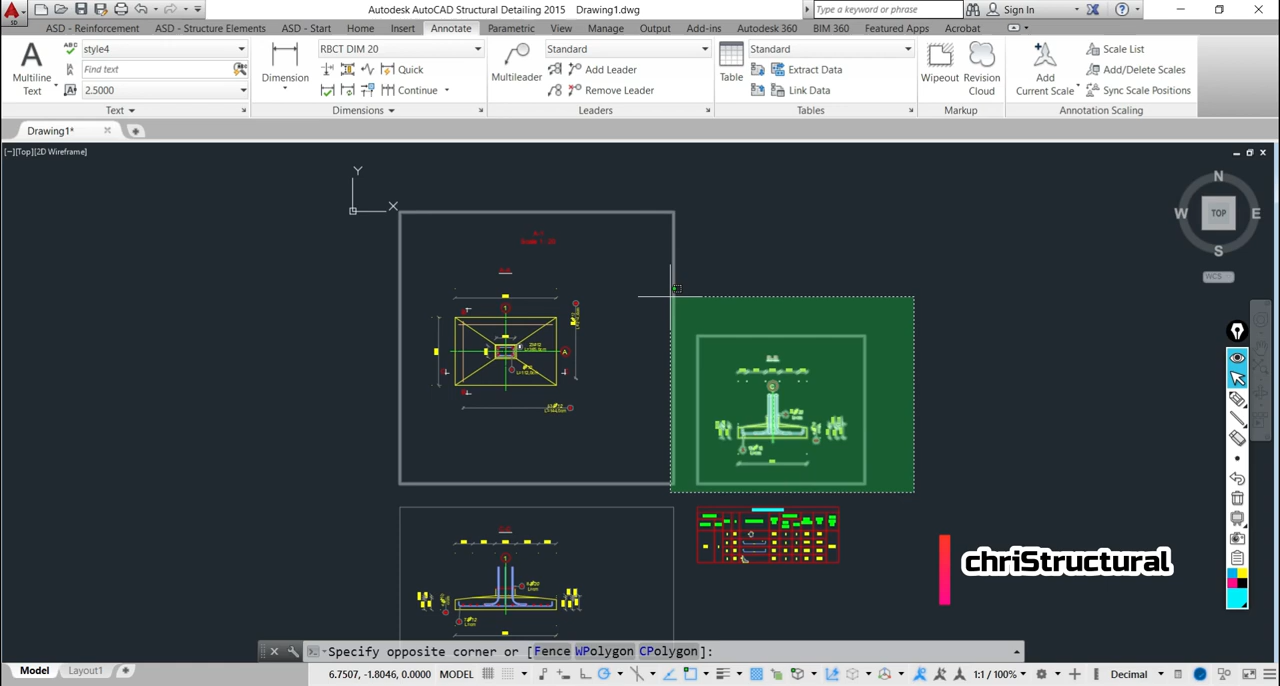 Autodesk AutoCAD Structural Detailing 2015 Drawing1.dwg
Type a keyword or phrase
Sign In
SD
ASD - Reinforcement
ASD - Structure Elements
ASD - Start
Home
Insert
Annotate
Parametric
View
Manage
Output
Add-ins
Autodesk 360
BIM 360
Featured Apps
Acrobat
Multiline
Text
style4
Find text
2.5000
Text
Dimension
RBCT DIM 20
Quick
Continue
Dimensions
Multileader
Standard
Add Leader
Remove Leader
Leaders
Table
Standard
Extract Data
Link Data
Tables
Wipeout
Revision
Cloud
Markup
Add
Current Scale
Scale List
Add/Delete Scales
Sync Scale Positions
Annotation Scaling
Drawing1*
[−][Top][2D Wireframe]
Y
X
N
W
TOP
E
S
WCS
A
chriStructural
Specify opposite corner or [Fence WPolygon CPolygon]:
Model
Layout1
6.7507, -1.8046, 0.0000
MODEL
1:1 / 100%
Decimal